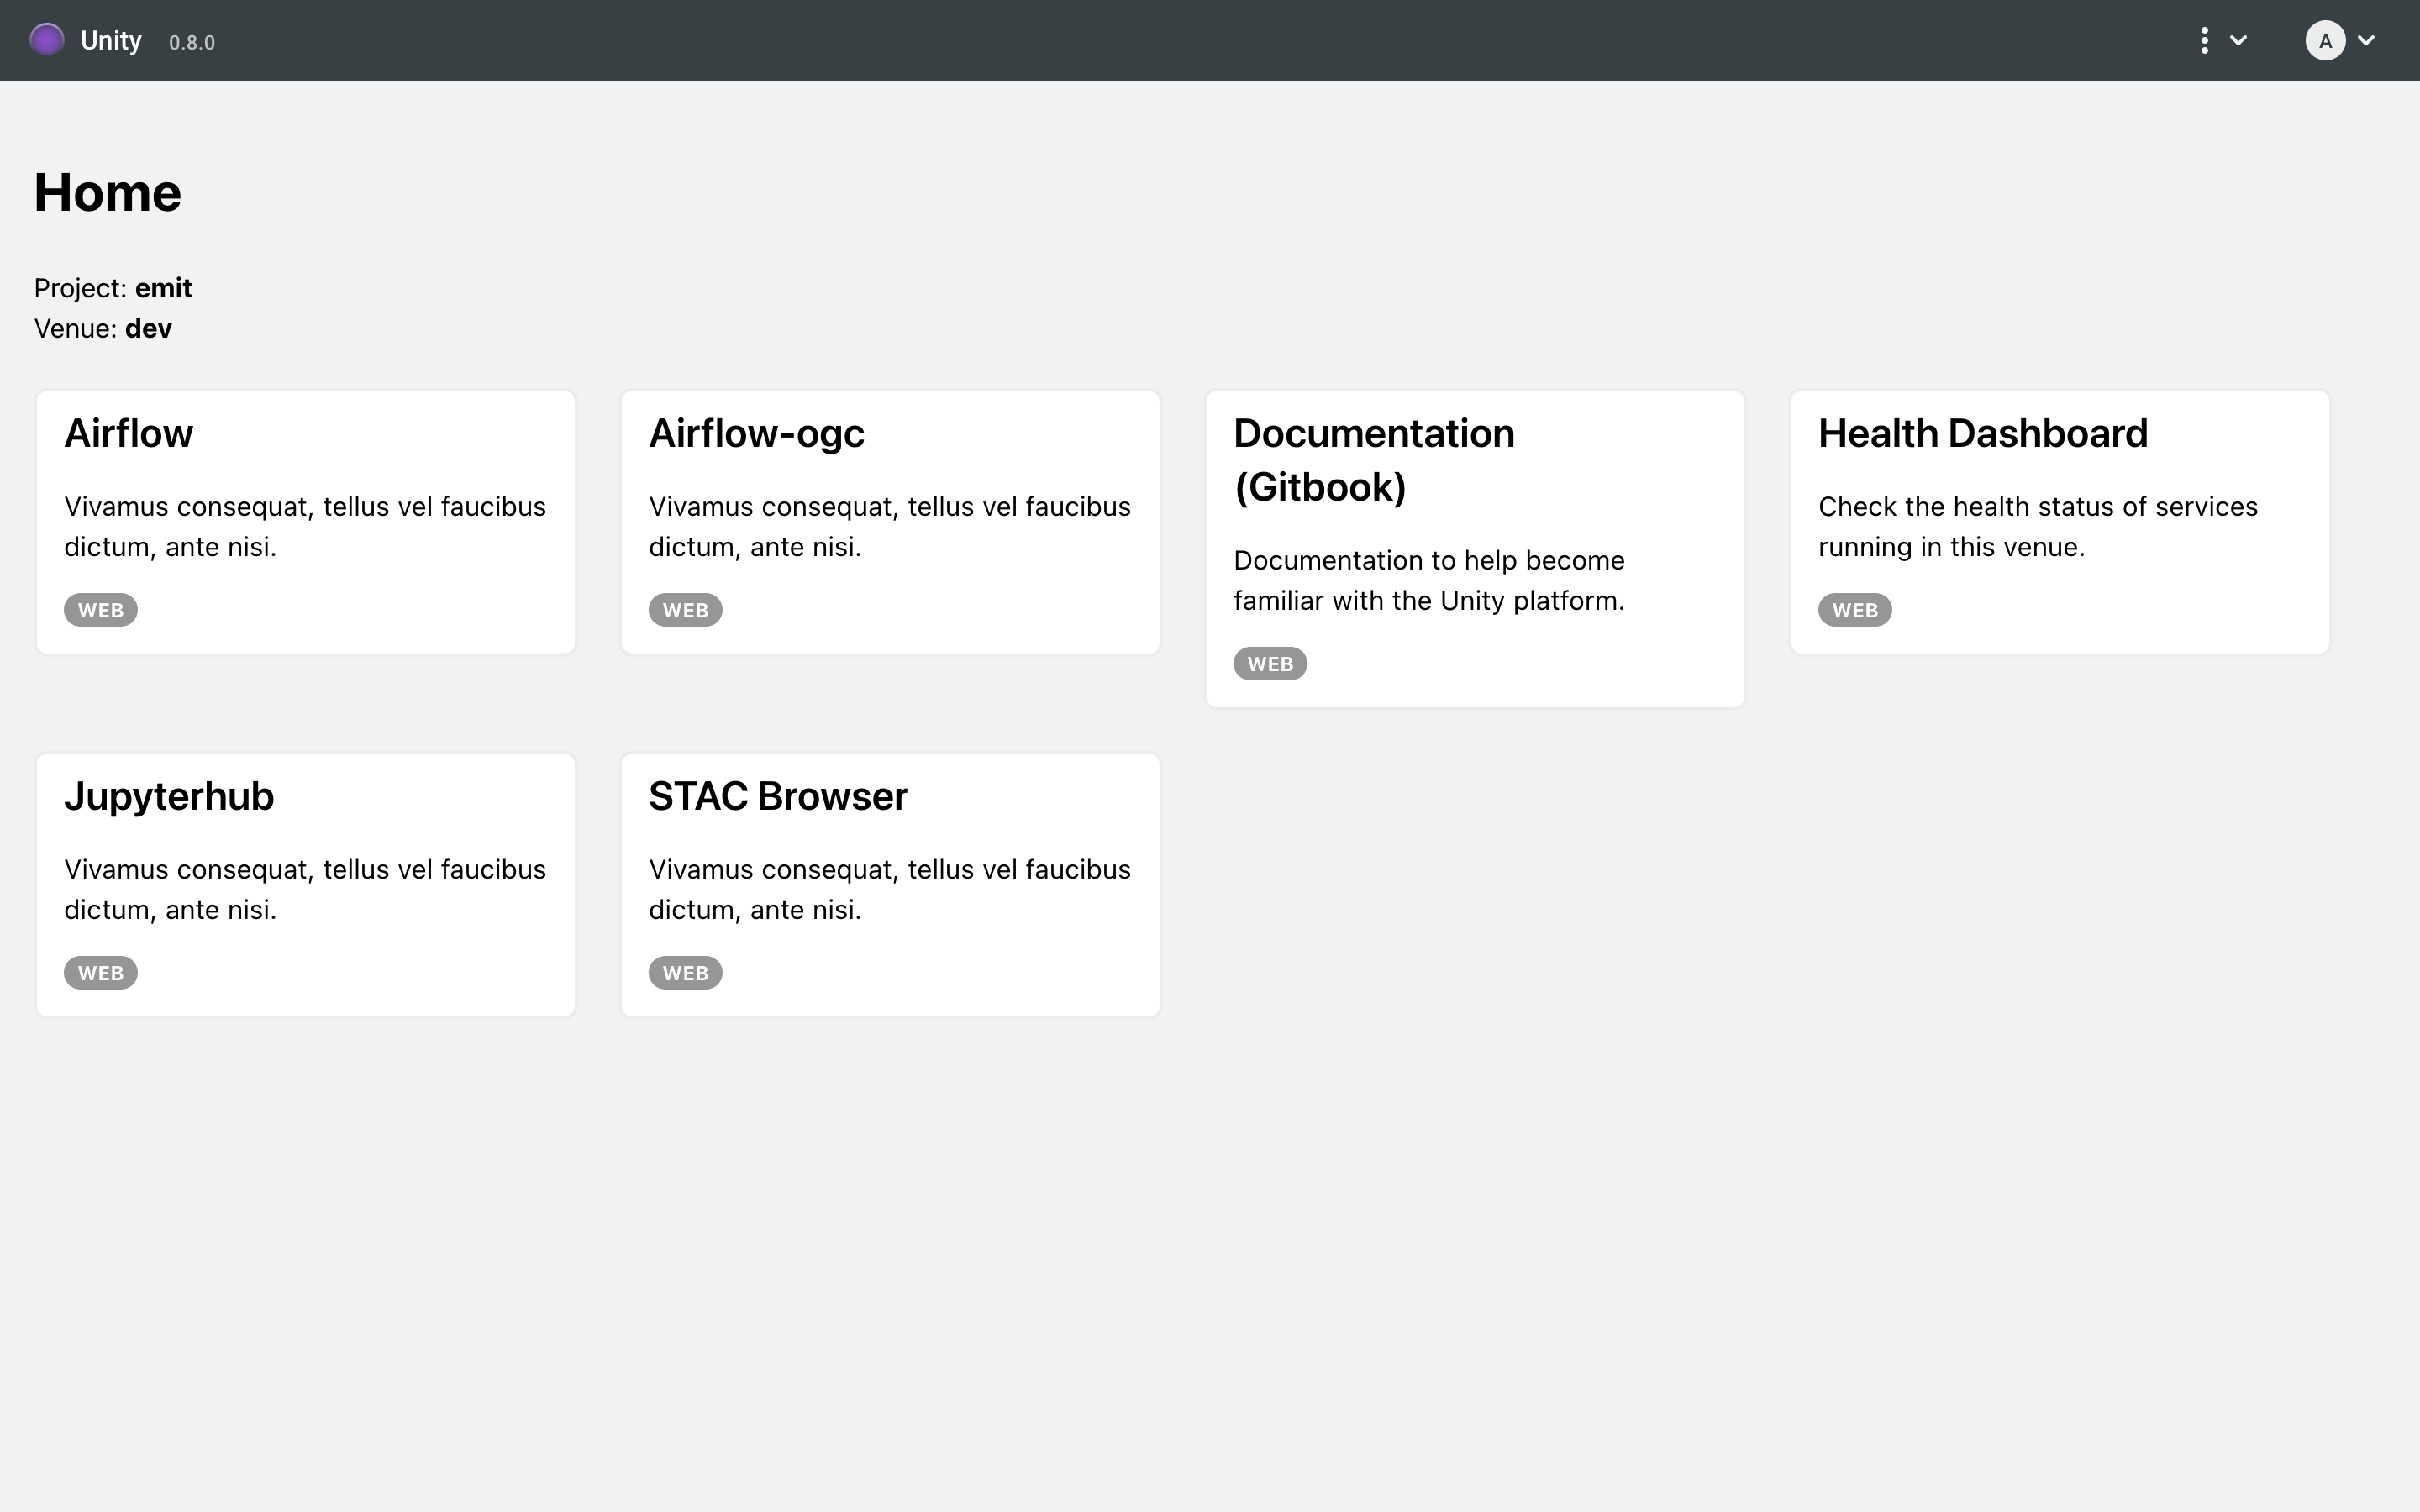 Unity 0.8.0
A
Home
Project: emit
Venue: dev
Airflow
Vivamus consequat, tellus vel faucibus
dictum, ante nisi.
WEB
Airflow-ogc
Vivamus consequat, tellus vel faucibus
dictum, ante nisi.
WEB
Documentation
(Gitbook)
Documentation to help become
familiar with the Unity platform.
WEB
Health Dashboard
Check the health status of services
running in this venue.
WEB
Jupyterhub
Vivamus consequat, tellus vel faucibus
dictum, ante nisi.
WEB
STAC Browser
Vivamus consequat, tellus vel faucibus
dictum, ante nisi.
WEB